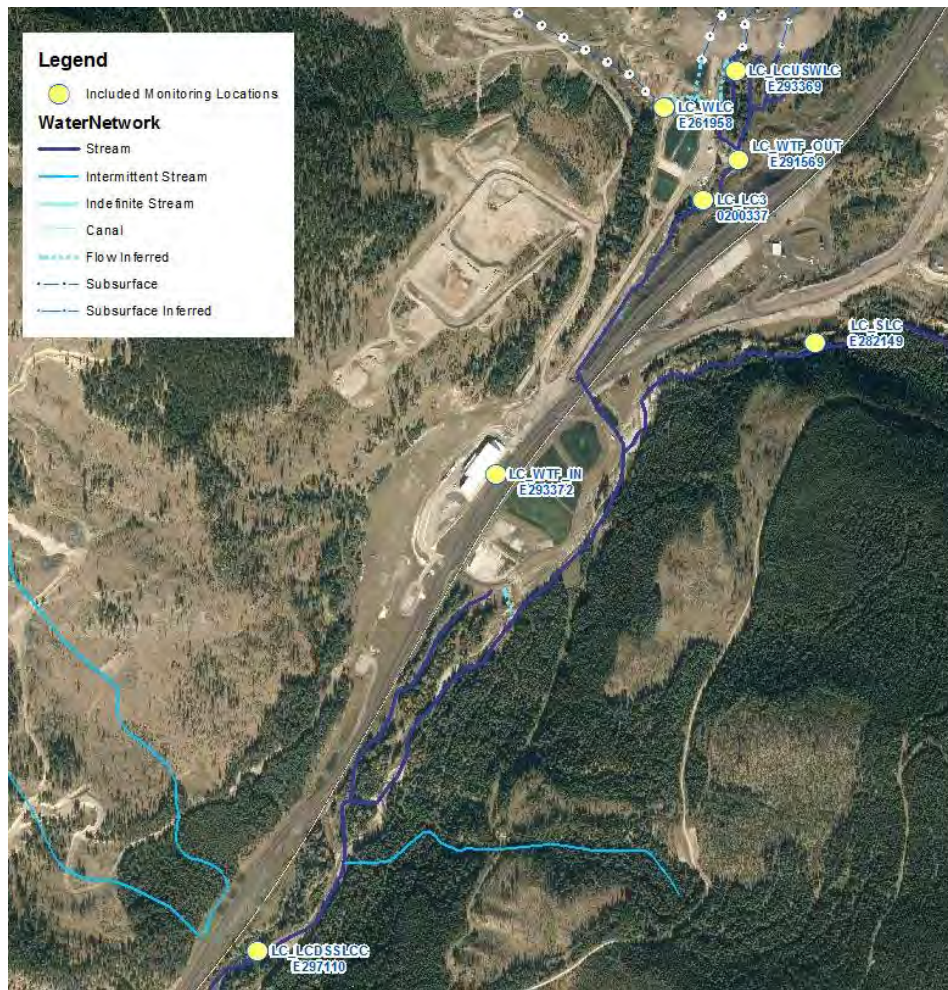 Legend
Included Monitoring Locations
WaterNetwork
Stream
Intermittent Stream
Indefinite Stream
Canal
Flow Inferred
Subsurface
Subsurface Inferred
LC_LCUSWLC
E293369
LC_WLC
E261958
LC_WTF_OUT
E291569
LC_LC3
0200337
LC_SLC
E282149
LC_WTF_IN
E293372
LC_LCDSSLCC
E297110